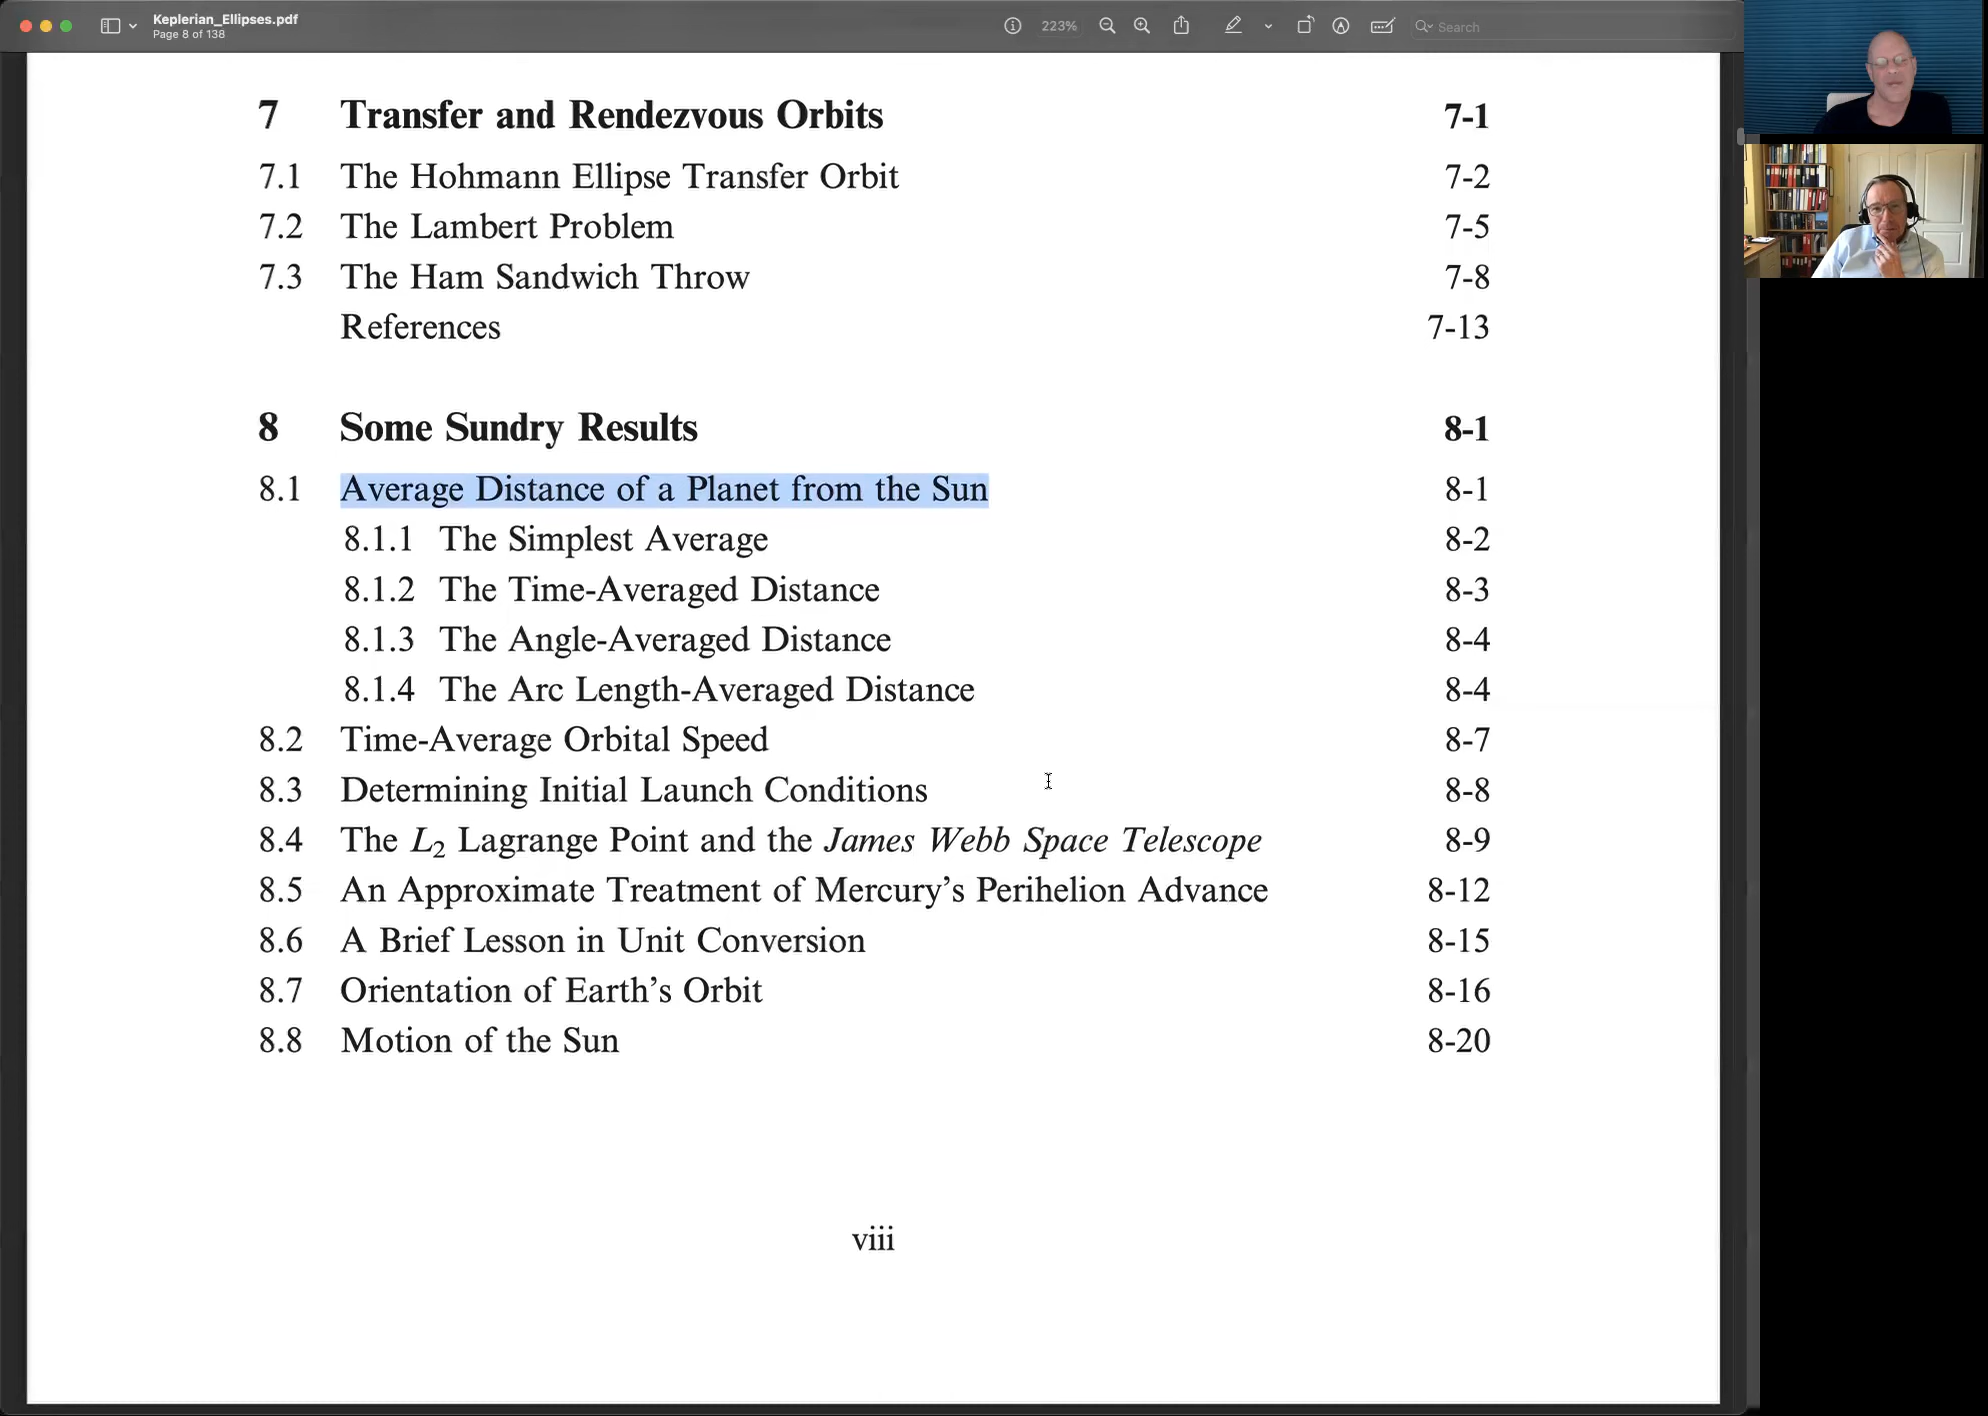 Keplerian_Ellipses.pdf
Page 8 of 138
223%
Search
7 Transfer and Rendezvous Orbits 7-1
7.1 The Hohmann Ellipse Transfer Orbit 7-2
7.2 The Lambert Problem 7-5
7.3 The Ham Sandwich Throw 7-8
References 7-13
8 Some Sundry Results 8-1
8.1 Average Distance of a Planet from the Sun 8-1
8.1.1 The Simplest Average 8-2
8.1.2 The Time-Averaged Distance 8-3
8.1.3 The Angle-Averaged Distance 8-4
8.1.4 The Arc Length-Averaged Distance 8-4
8.2 Time-Average Orbital Speed 8-7
8.3 Determining Initial Launch Conditions 8-8
8.4 The L₂ Lagrange Point and the James Webb Space Telescope 8-9
8.5 An Approximate Treatment of Mercury’s Perihelion Advance 8-12
8.6 A Brief Lesson in Unit Conversion 8-15
8.7 Orientation of Earth’s Orbit 8-16
8.8 Motion of the Sun 8-20
viii